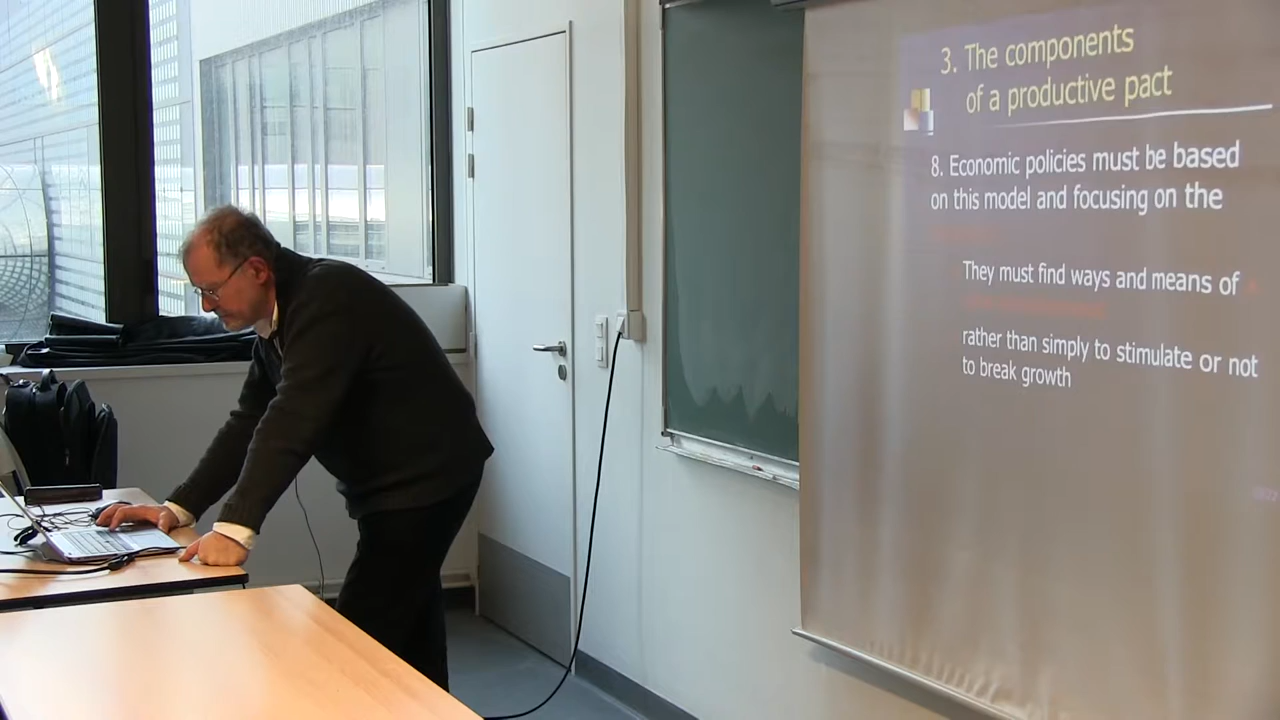 3. The components
of a productive pact
8. Economic policies must be based
on this model and focusing on the
They must find ways and means of
rather than simply to stimulate or not
to break growth